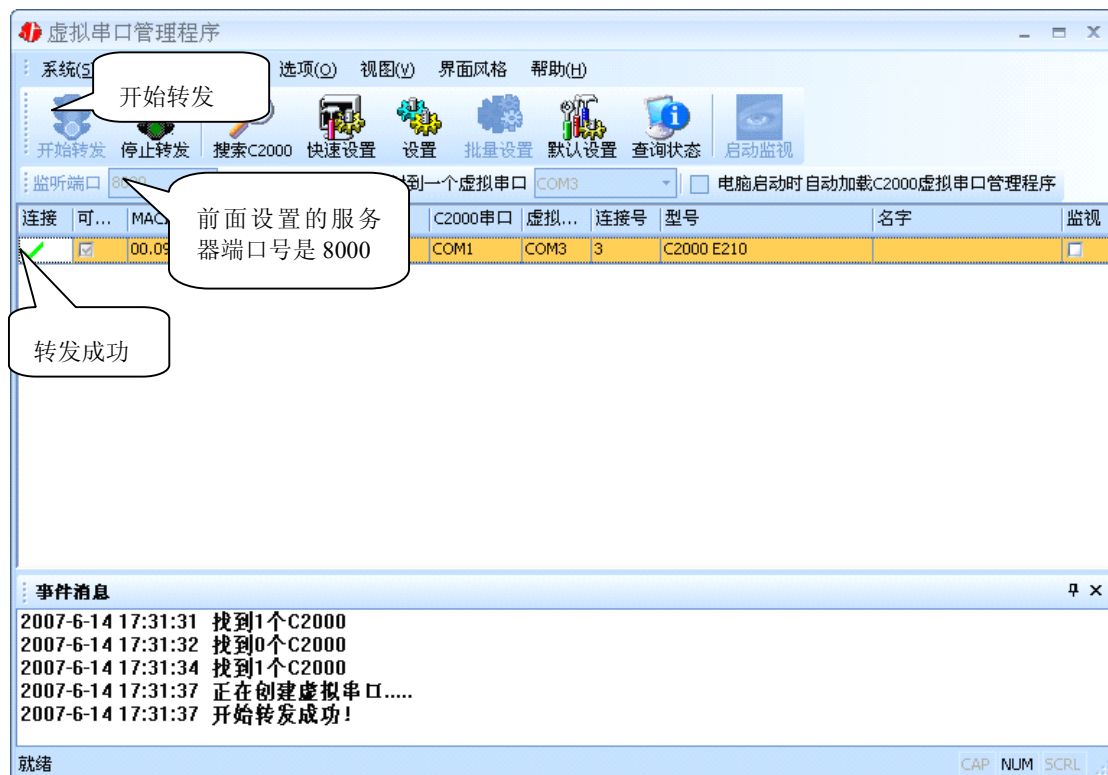 虚拟串口管理程序
系统(S 选项(O) 视图(V) 界面风格 帮助(H)
开始转发
开始转发 停止转发 搜索C2000 快速设置 设置 批量设置 默认设置 查询状态 启动监视
监听端口 8000 到一个虚拟串口 COM3 电脑启动时自动加载C2000虚拟串口管理程序
连接 可... MAC C2000串口 虚拟... 连接号 型号 名字 监视
00.09 COM1 COM3 3 C2000 E210
前面设置的服务
器端口号是 8000
转发成功
事件消息
2007-6-14 17:31:31 找到1个C2000
2007-6-14 17:31:32 找到0个C2000
2007-6-14 17:31:34 找到1个C2000
2007-6-14 17:31:37 正在创建虚拟串口.....
2007-6-14 17:31:37 开始转发成功!
就绪 CAP NUM SCRL